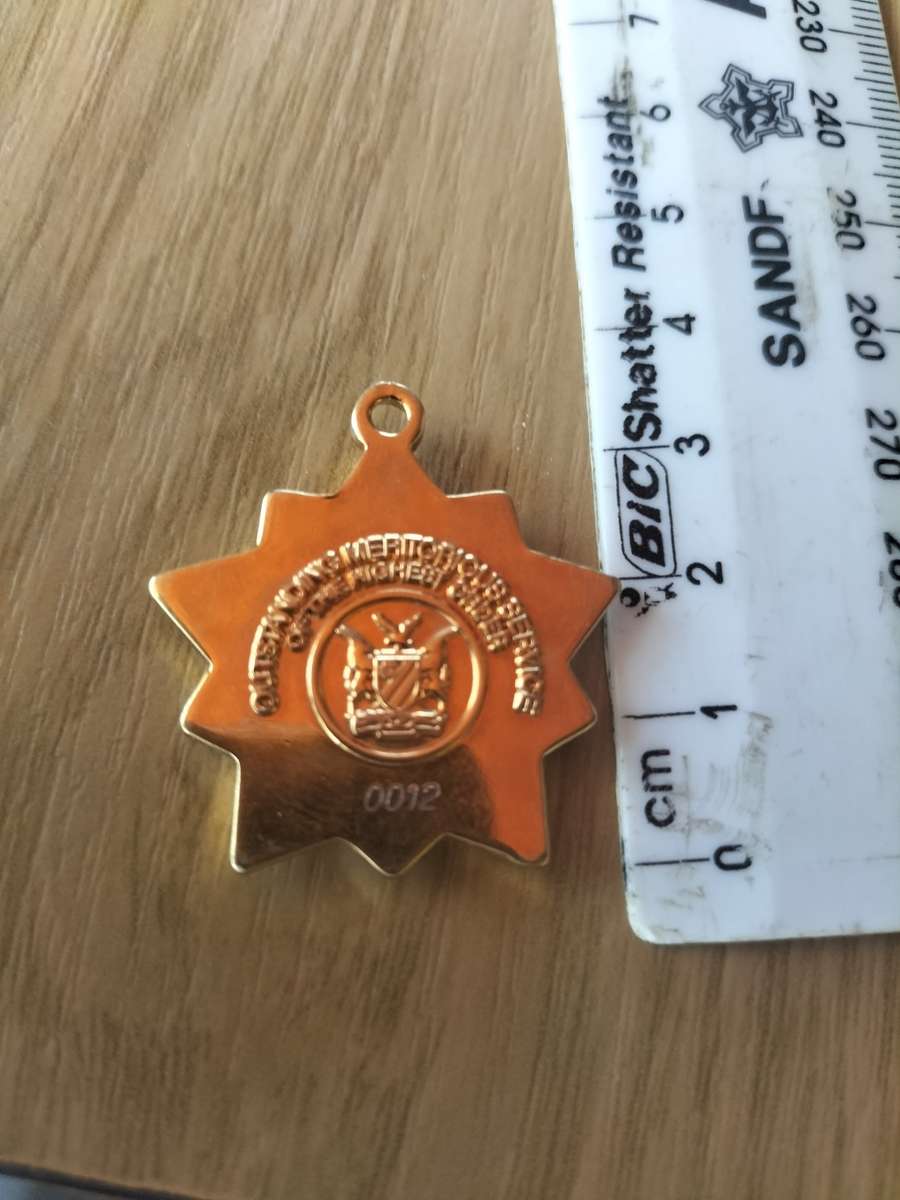 OUTSTANDING MERITORIOUS SERVICE
OF THE HIGHEST ORDER
0012
BIC Shatter Resistant
SANDF
cm
0 1 2 3 4 5 6 7
230 240 250 260 270